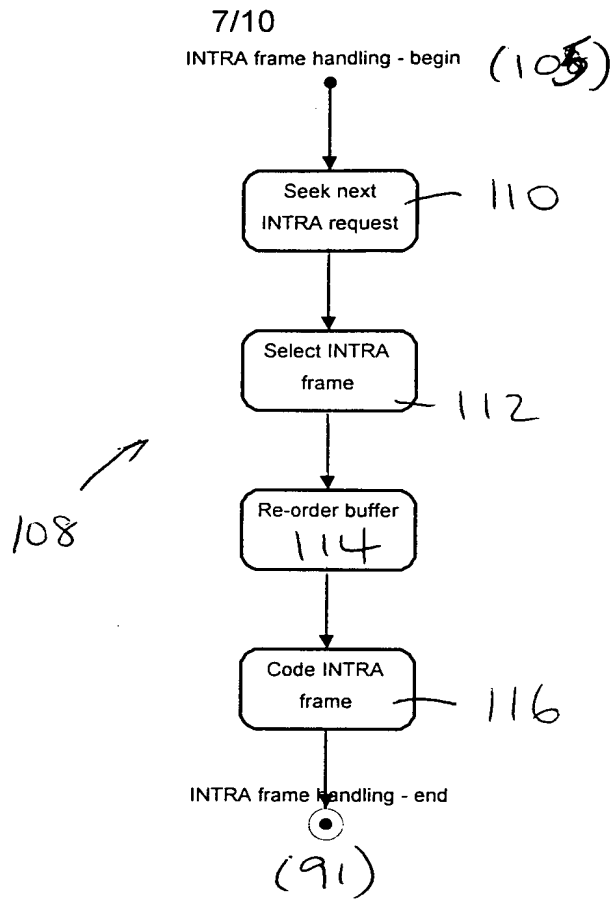 7/10
INTRA frame handling - begin (105)
Seek next
INTRA request
110
Select INTRA
frame
112
Re-order buffer
114
108
Code INTRA
frame
116
INTRA frame handling - end
(91)